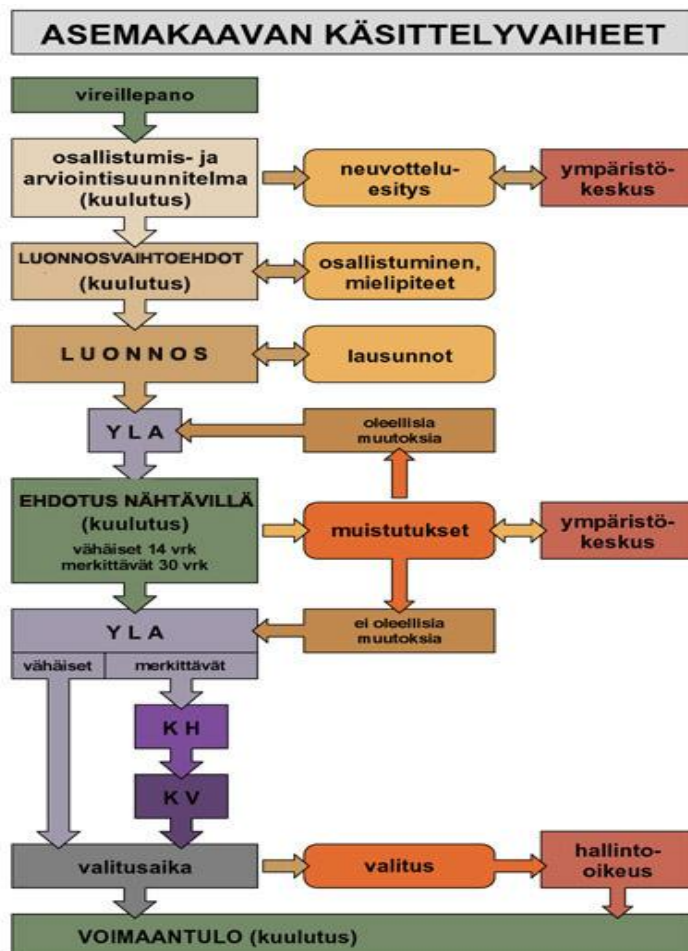 ASEMAKAAVAN KÄSITTELYVAIHEET
vireillepano
osallistumis- ja
arviointisuunnitelma
(kuulutus)
neuvottelu-
esitys
ympäristö-
keskus
LUONNOSVAIHTOEHDOT
(kuulutus)
osallistuminen,
mielipiteet
LUONNOS
lausunnot
YLA
oleellisia
muutoksia
EHDOTUS NÄHTÄVILLÄ
(kuulutus)
vähäiset 14 vrk
merkittävät 30 vrk
muistutukset
ympäristö-
keskus
YLA
ei oleellisia
muutoksia
vähäiset
merkittävät
KH
KV
valitusaika
valitus
hallinto-
oikeus
VOIMAANTULO (kuulutus)